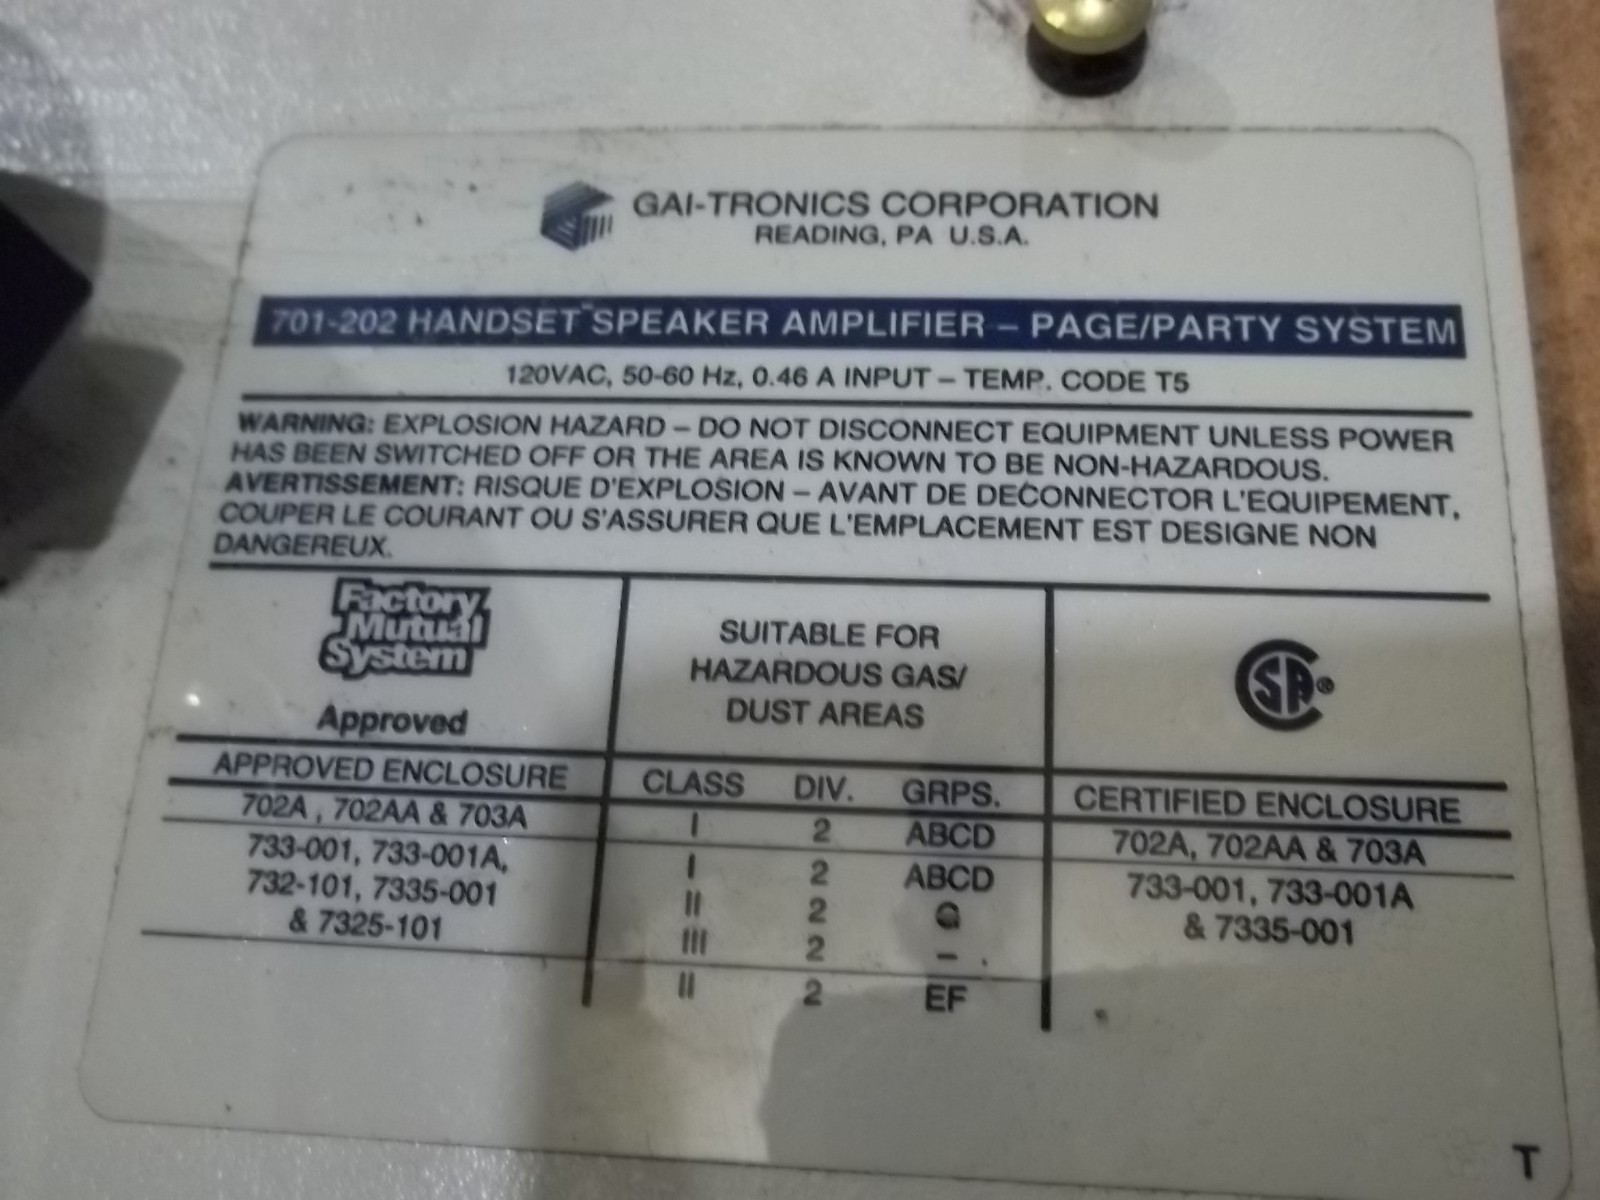 GAI-TRONICS CORPORATION
READING, PA U.S.A.
701-202 HANDSET SPEAKER AMPLIFIER – PAGE/PARTY SYSTEM
120VAC, 50-60 Hz, 0.46 A INPUT – TEMP. CODE T5
WARNING: EXPLOSION HAZARD – DO NOT DISCONNECT EQUIPMENT UNLESS POWER
HAS BEEN SWITCHED OFF OR THE AREA IS KNOWN TO BE NON-HAZARDOUS.
AVERTISSEMENT: RISQUE D'EXPLOSION – AVANT DE DECONNECTOR L'EQUIPEMENT,
COUPER LE COURANT OU S'ASSURER QUE L'EMPLACEMENT EST DESIGNE NON
DANGEREUX.
Factory
Mutual
System
Approved
SUITABLE FOR
HAZARDOUS GAS/
DUST AREAS
CSA®
APPROVED ENCLOSURE CLASS DIV. GRPS. CERTIFIED ENCLOSURE
702A, 702AA & 703A I 2 ABCD 702A, 702AA & 703A
733-001, 733-001A, I 2 ABCD 733-001, 733-001A
732-101, 7335-001 II 2 G & 7335-001
& 7325-101 III 2 –
II 2 EF
T